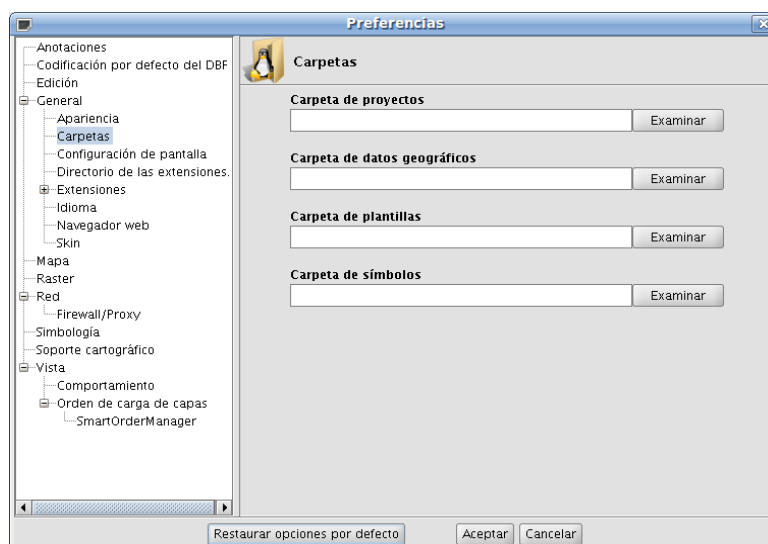 Preferencias
Anotaciones
Codificación por defecto del DBF
Edición
General
Apariencia
Carpetas
Configuración de pantalla
Directorio de las extensiones.
Extensiones
Idioma
Navegador web
Skin
Mapa
Raster
Red
Firewall/Proxy
Simbología
Soporte cartográfico
Vista
Comportamiento
Orden de carga de capas
SmartOrderManager
Carpetas
Carpeta de proyectos
Examinar
Carpeta de datos geográficos
Examinar
Carpeta de plantillas
Examinar
Carpeta de símbolos
Examinar
Restaurar opciones por defecto
Aceptar
Cancelar